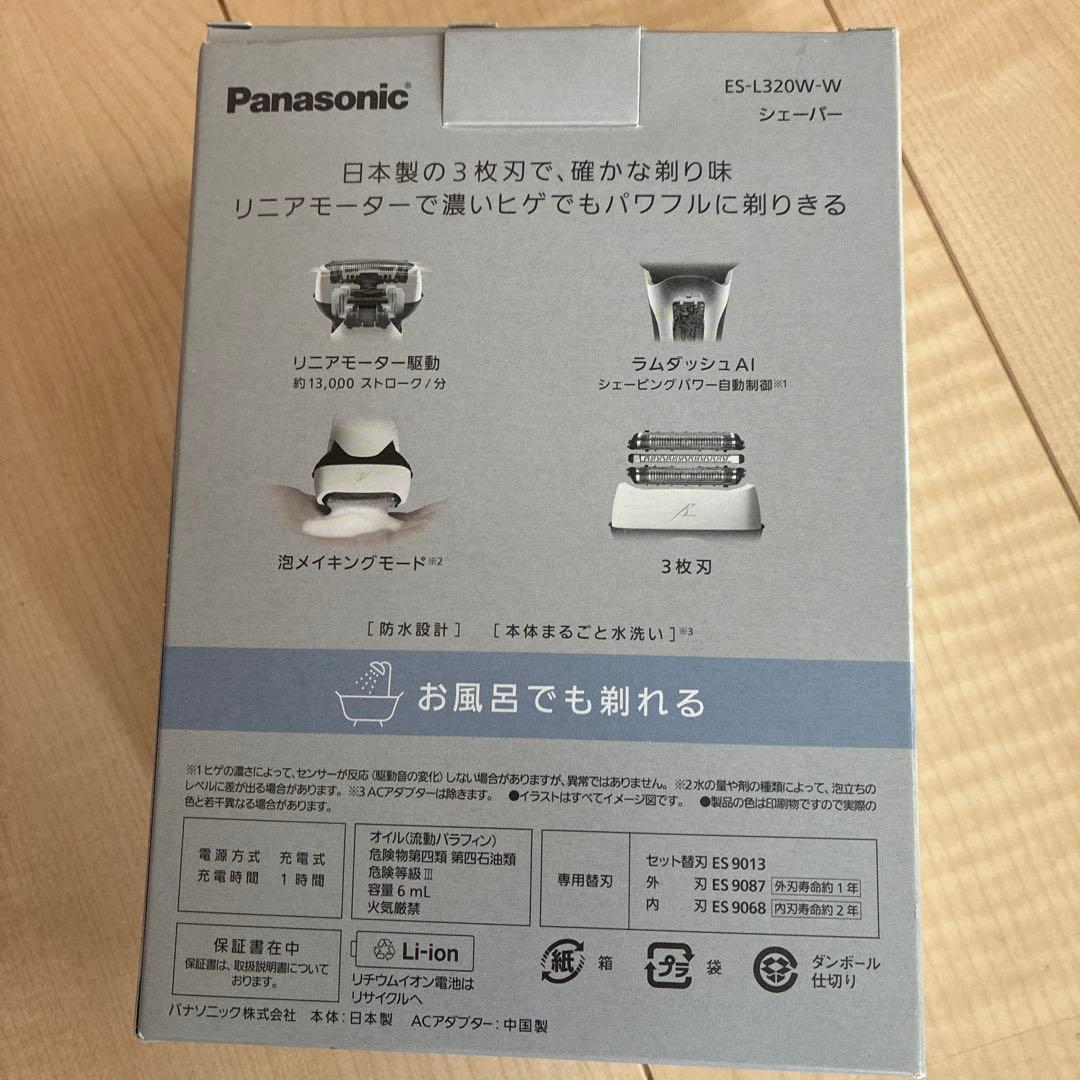 Panasonic
ES-L320W-W
シェーバー
日本製の3枚刃で、確かな剃り味
リニアモーターで濃いヒゲでもパワフルに剃りきる
リニアモーター駆動
約13,000 ストローク/分
ラムダッシュAI
シェービングパワー自動制御※1
泡メイキングモード※2
3枚刃
[防水設計] [本体まるごと水洗い]※3
お風呂でも剃れる
※1ヒゲの濃さによって、センサーが反応(駆動音の変化)しない場合がありますが、異常ではありません。※2水の量や剤の種類によって、泡立ちの
レベルに差が出る場合があります。※3ACアダプターは除きます。 ●イラストはすべてイメージ図です。 ●製品の色は印刷物ですので実際の
色と若干異なる場合があります。
電源方式 充電式
充電時間 1時間
オイル(流動パラフィン)
危険物第四類 第四石油類
危険等級Ⅲ
容量6mL
火気厳禁
専用替刃
セット替刃 ES9013
外 刃 ES9087 外刃寿命約1年
内 刃 ES9068 内刃寿命約2年
保証書在中
保証書は、取扱説明書について
おります。
Li-ion
リチウムイオン電池は
リサイクルへ
紙 箱
プラ 袋
ダンボール
仕切り
パナソニック株式会社 本体:日本製 ACアダプター:中国製